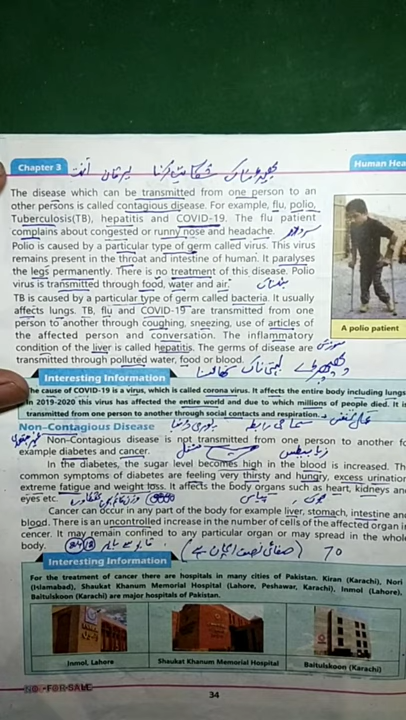 Chapter 3
Human Hea
The disease which can be transmitted from one person to an
other persons is called contagious disease. For example, flu, polio,
Tuberculosis(TB), hepatitis and COVID-19. The flu patient
complains about congested or runny nose and headache.
Polio is caused by a particular type of germ called virus. This virus
remains present in the throat and intestine of human. It paralyses
the legs permanently. There is no treatment of this disease. Polio
virus is transmitted through food, water and air.
TB is caused by a particular type of germ called bacteria. It usually
affects lungs. TB, flu and COVID-19 are transmitted from one
person to another through coughing, sneezing, use of articles of
the affected person and conversation. The inflammatory
condition of the liver is called hepatitis. The germs of disease are
transmitted through polluted water, food or blood.
A polio patient
Interesting Information
The cause of COVID-19 is a virus, which is called corona virus. It affects the entire body including lungs.
In 2019-2020 this virus has affected the entire world and due to which millions of people died. It is
transmitted from one person to another through social contacts and respiration.
Non-Contagious Disease
Non-Contagious disease is not transmitted from one person to another fo
example diabetes and cancer.
In the diabetes, the sugar level becomes high in the blood is increased. Th
common symptoms of diabetes are feeling very thirsty and hungry, excess urination
extreme fatigue and weight loss. It affects the body organs such as heart, kidneys and
eyes etc.
بھوک
Cancer can occur in any part of the body for example liver, stomach, intestine and
blood. There is an uncontrolled increase in the number of cells of the affected organ in
cancer. It may remain confined to any particular organ or may spread in the whole
body.
(صفائی نصف ایمان ہے)
70
Interesting Information
For the treatment of cancer there are hospitals in many cities of Pakistan. Kiran (Karachi), Nori
(Islamabad), Shaukat Khanum Memorial Hospital (Lahore, Peshawar, Karachi), Inmol (Lahore),
Baitulskoon (Karachi) are major hospitals of Pakistan.
Inmol, Lahore
Shaukat Khanum Memorial Hospital
Baitulskoon (Karachi)
NOT FOR SALE
34